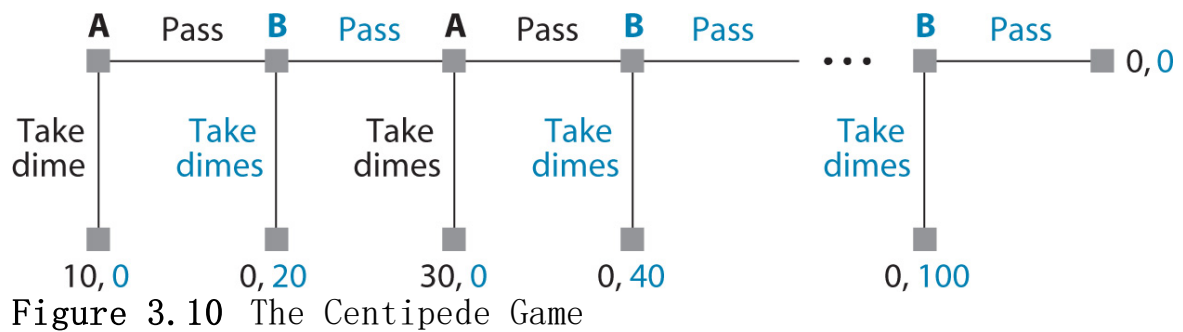 A Pass B Pass A Pass B Pass ••• B Pass
0, 0
Take dime Take dimes Take dimes Take dimes Take dimes
10, 0 0, 20 30, 0 0, 40 0, 100
Figure 3.10 The Centipede Game